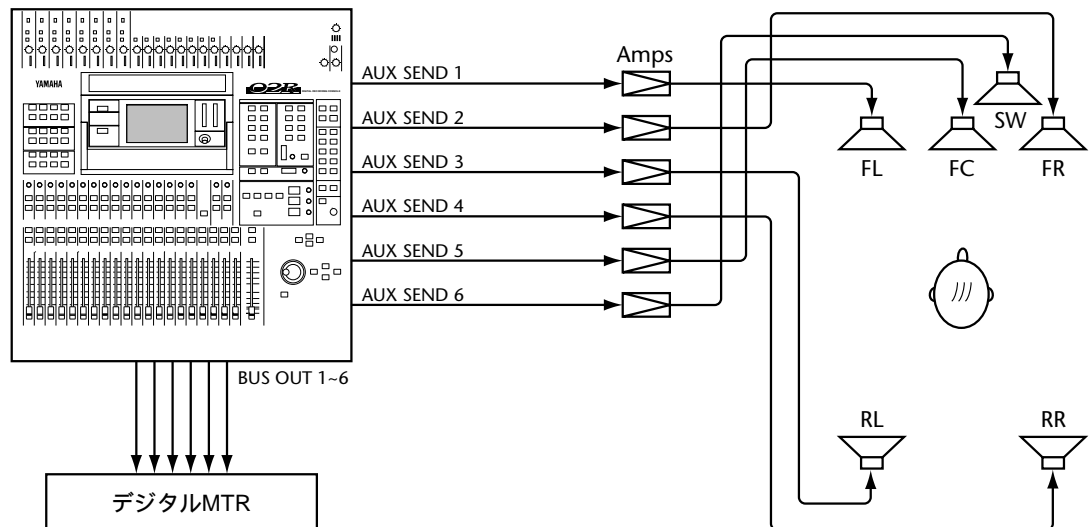 YAMAHA
02R
AUX SEND 1
AUX SEND 2
AUX SEND 3
AUX SEND 4
AUX SEND 5
AUX SEND 6
Amps
SW
FL
FC
FR
RL
RR
BUS OUT 1~6
デジタルMTR